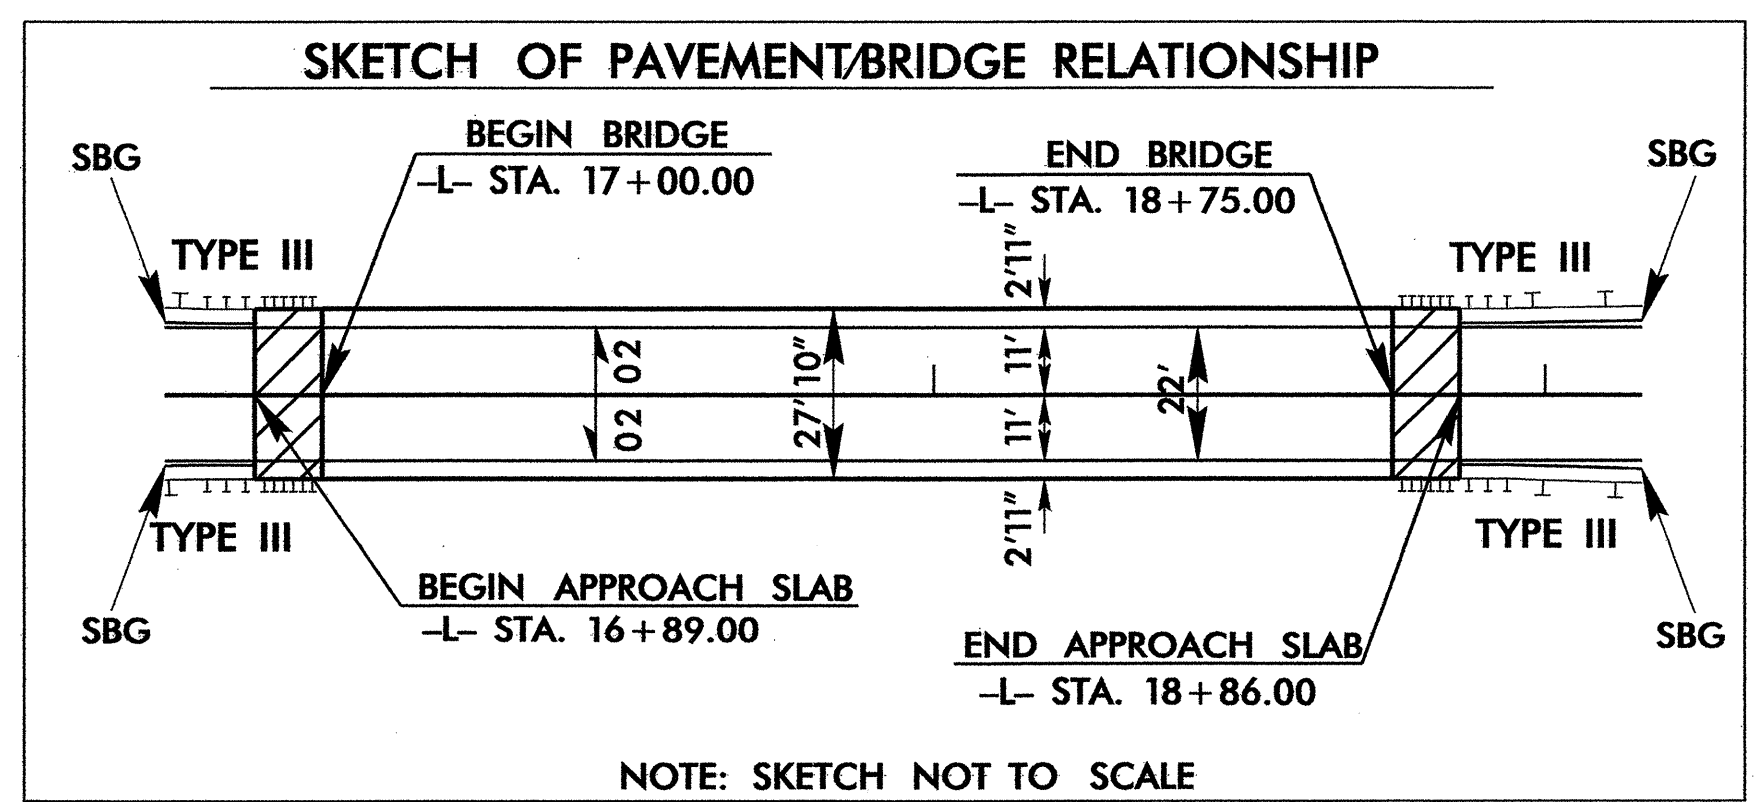 SKETCH OF PAVEMENT/BRIDGE RELATIONSHIP
BEGIN BRIDGE
-L- STA. 17+00.00
END BRIDGE
-L- STA. 18+75.00
SBG
SBG
TYPE III
TYPE III
2'11"
02
02
27'10"
11'
11'
22'
2'11"
TYPE III
TYPE III
BEGIN APPROACH SLAB
-L- STA. 16+89.00
END APPROACH SLAB
-L- STA. 18+86.00
SBG
SBG
NOTE: SKETCH NOT TO SCALE